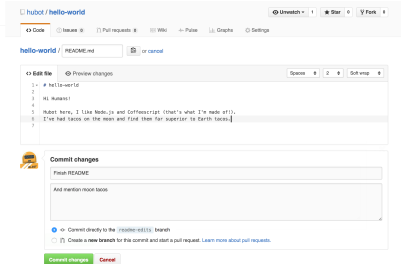 hubot / hello-world
Unwatch 1 Star 0 Fork 0
Code Issues 0 Pull requests 0 Wiki Pulse Graphs Settings
hello-world / README.md or cancel
Edit file Preview changes Spaces 2 Soft wrap
1 # hello-world
2
3 Hi Humans!
4
5 Hubot here, I like Node.js and Coffeescript (that's what I'm made of!).
6 I've had tacos on the moon and find them far superior to Earth tacos.
7
Commit changes
Finish README
And mention moon tacos
Commit directly to the readme-edits branch
Create a new branch for this commit and start a pull request. Learn more about pull requests.
Commit changes Cancel